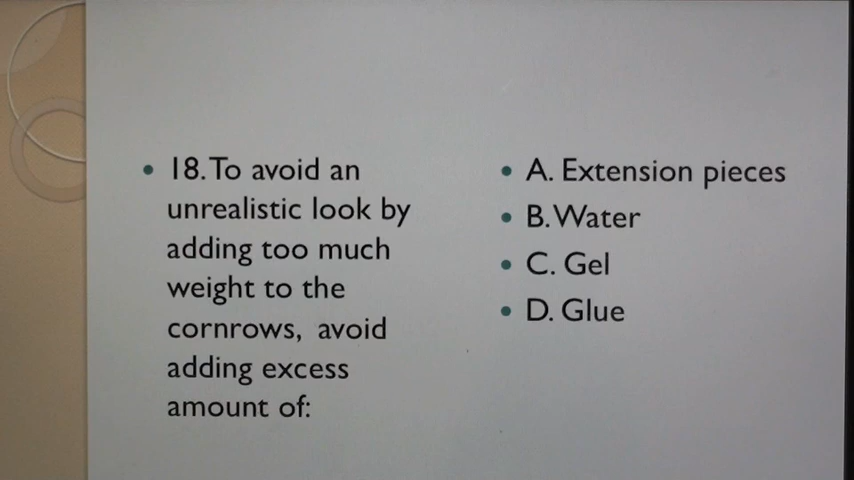 18. To avoid an
unrealistic look by
adding too much
weight to the
cornrows, avoid
adding excess
amount of:
A. Extension pieces
B. Water
C. Gel
D. Glue